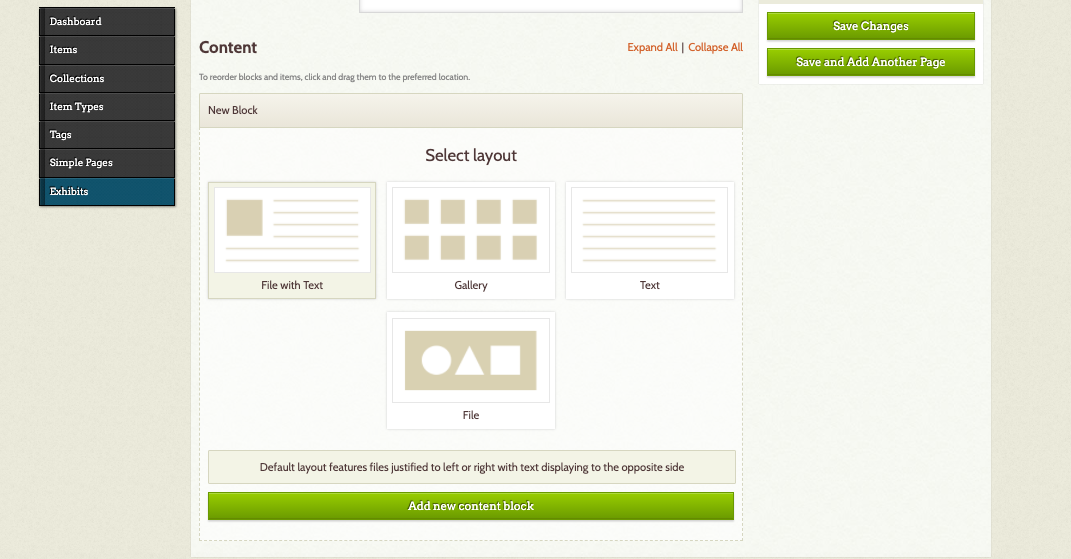 Dashboard
Items
Collections
Item Types
Tags
Simple Pages
Exhibits
Content
Expand All | Collapse All
To reorder blocks and items, click and drag them to the preferred location.
New Block
Select layout
File with Text
Gallery
Text
File
Default layout features files justified to left or right with text displaying to the opposite side
Add new content block
Save Changes
Save and Add Another Page